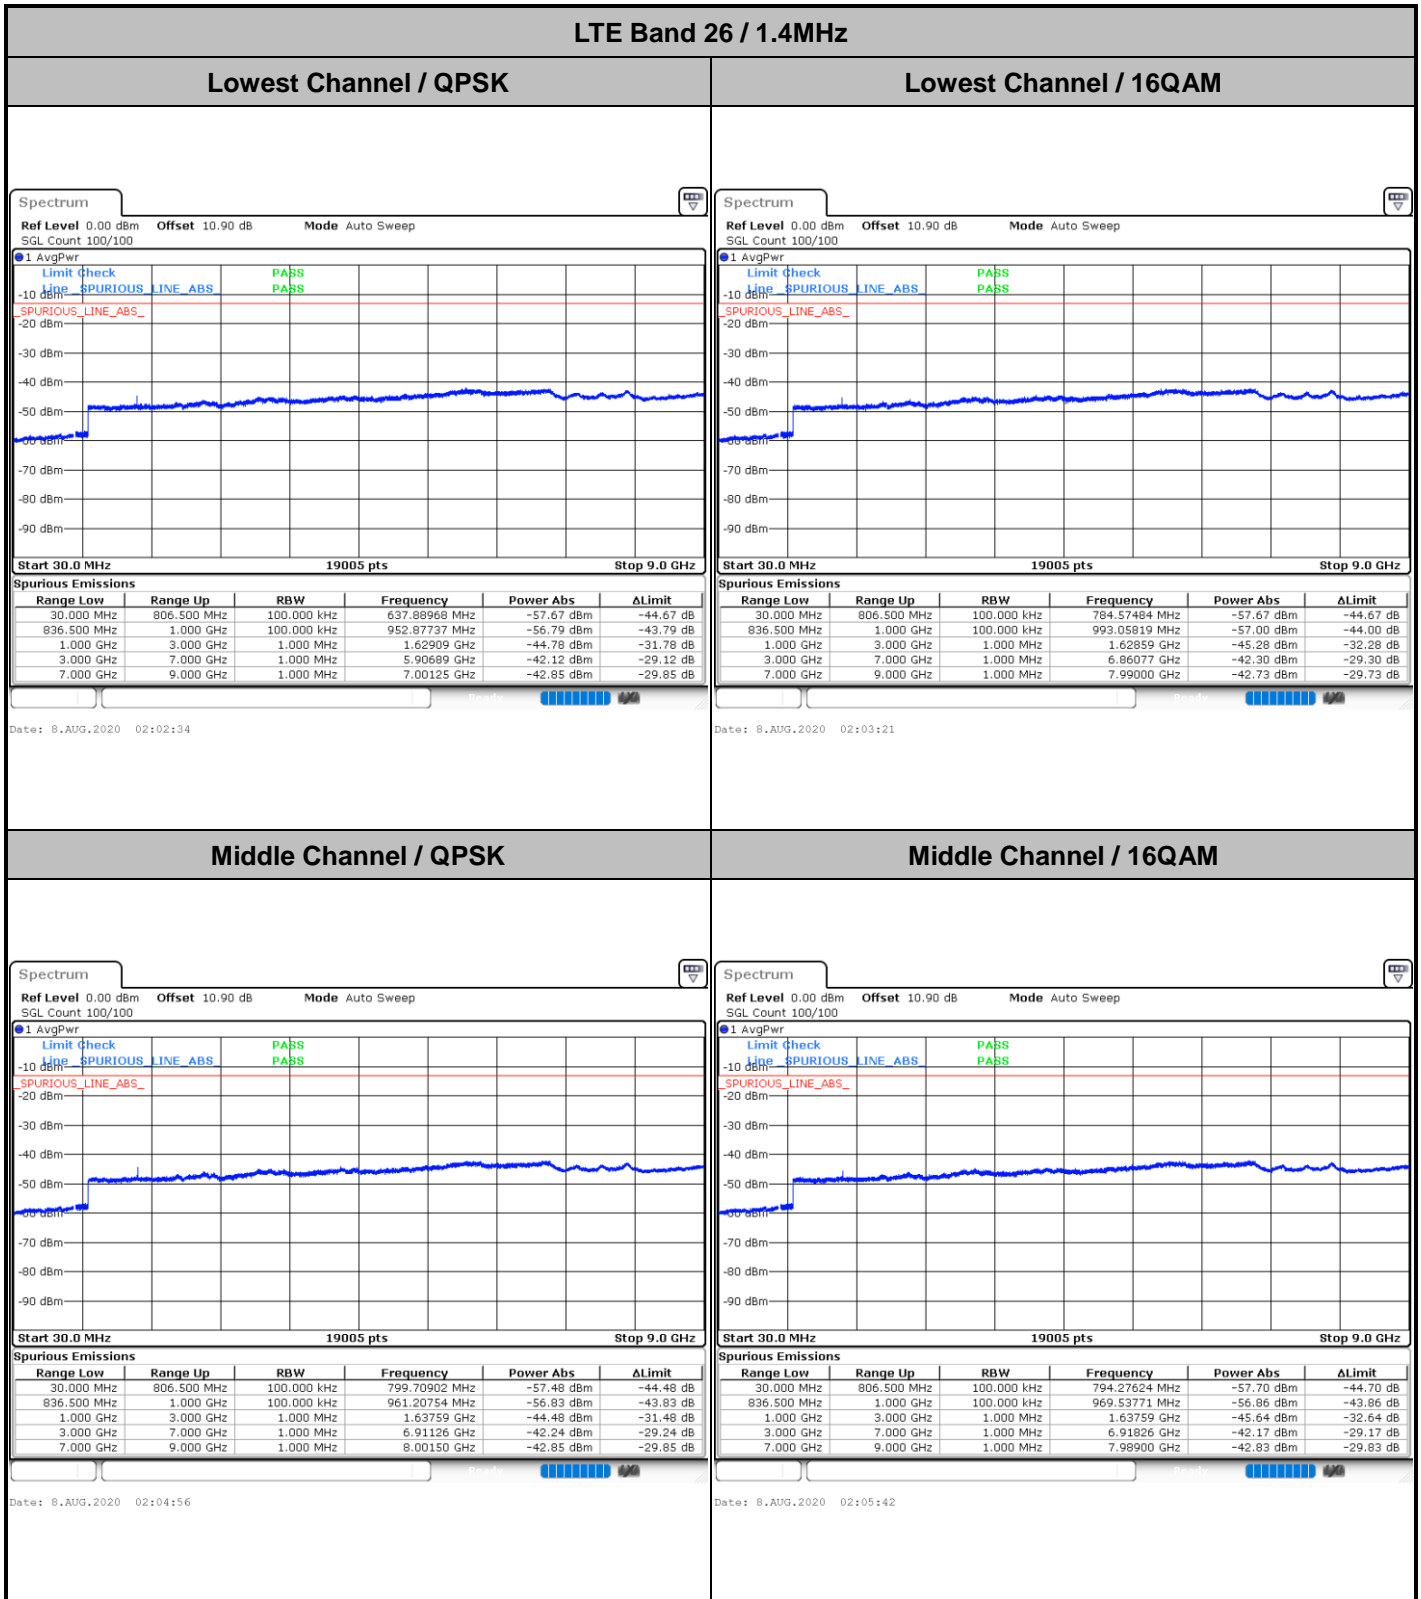 LTE Band 26 / 1.4MHz
Lowest Channel / QPSK
Lowest Channel / 16QAM
Spectrum
Ref Level 0.00 dBm Offset 10.90 dB Mode Auto Sweep
SGL Count 100/100
1 AvgPwr
Limit Check PASS
Line _SPURIOUS_LINE_ABS_ PASS
-10 dBm
_SPURIOUS_LINE_ABS_
-20 dBm
-30 dBm
-40 dBm
-50 dBm
-60 dBm
-70 dBm
-80 dBm
-90 dBm
Start 30.0 MHz 19005 pts Stop 9.0 GHz
Spurious Emissions
Range Low Range Up RBW Frequency Power Abs ΔLimit
30.000 MHz 806.500 MHz 100.000 kHz 637.88968 MHz -57.67 dBm -44.67 dB
836.500 MHz 1.000 GHz 100.000 kHz 952.87737 MHz -56.79 dBm -43.79 dB
1.000 GHz 3.000 GHz 1.000 MHz 1.62909 GHz -44.78 dBm -31.78 dB
3.000 GHz 7.000 GHz 1.000 MHz 5.90689 GHz -42.12 dBm -29.12 dB
7.000 GHz 9.000 GHz 1.000 MHz 7.00125 GHz -42.85 dBm -29.85 dB
Ready
Date: 8.AUG.2020 02:02:34
Spectrum
Ref Level 0.00 dBm Offset 10.90 dB Mode Auto Sweep
SGL Count 100/100
1 AvgPwr
Limit Check PASS
Line _SPURIOUS_LINE_ABS_ PASS
-10 dBm
_SPURIOUS_LINE_ABS_
-20 dBm
-30 dBm
-40 dBm
-50 dBm
-60 dBm
-70 dBm
-80 dBm
-90 dBm
Start 30.0 MHz 19005 pts Stop 9.0 GHz
Spurious Emissions
Range Low Range Up RBW Frequency Power Abs ΔLimit
30.000 MHz 806.500 MHz 100.000 kHz 784.57484 MHz -57.67 dBm -44.67 dB
836.500 MHz 1.000 GHz 100.000 kHz 993.05819 MHz -57.00 dBm -44.00 dB
1.000 GHz 3.000 GHz 1.000 MHz 1.62859 GHz -45.28 dBm -32.28 dB
3.000 GHz 7.000 GHz 1.000 MHz 6.86077 GHz -42.30 dBm -29.30 dB
7.000 GHz 9.000 GHz 1.000 MHz 7.99000 GHz -42.73 dBm -29.73 dB
Ready
Date: 8.AUG.2020 02:03:21
Middle Channel / QPSK
Middle Channel / 16QAM
Spectrum
Ref Level 0.00 dBm Offset 10.90 dB Mode Auto Sweep
SGL Count 100/100
1 AvgPwr
Limit Check PASS
Line _SPURIOUS_LINE_ABS_ PASS
-10 dBm
_SPURIOUS_LINE_ABS_
-20 dBm
-30 dBm
-40 dBm
-50 dBm
-60 dBm
-70 dBm
-80 dBm
-90 dBm
Start 30.0 MHz 19005 pts Stop 9.0 GHz
Spurious Emissions
Range Low Range Up RBW Frequency Power Abs ΔLimit
30.000 MHz 806.500 MHz 100.000 kHz 799.70902 MHz -57.48 dBm -44.48 dB
836.500 MHz 1.000 GHz 100.000 kHz 961.20754 MHz -56.83 dBm -43.83 dB
1.000 GHz 3.000 GHz 1.000 MHz 1.63759 GHz -44.48 dBm -31.48 dB
3.000 GHz 7.000 GHz 1.000 MHz 6.91126 GHz -42.24 dBm -29.24 dB
7.000 GHz 9.000 GHz 1.000 MHz 8.00150 GHz -42.85 dBm -29.85 dB
Ready
Date: 8.AUG.2020 02:04:56
Spectrum
Ref Level 0.00 dBm Offset 10.90 dB Mode Auto Sweep
SGL Count 100/100
1 AvgPwr
Limit Check PASS
Line _SPURIOUS_LINE_ABS_ PASS
-10 dBm
_SPURIOUS_LINE_ABS_
-20 dBm
-30 dBm
-40 dBm
-50 dBm
-60 dBm
-70 dBm
-80 dBm
-90 dBm
Start 30.0 MHz 19005 pts Stop 9.0 GHz
Spurious Emissions
Range Low Range Up RBW Frequency Power Abs ΔLimit
30.000 MHz 806.500 MHz 100.000 kHz 794.27624 MHz -57.70 dBm -44.70 dB
836.500 MHz 1.000 GHz 100.000 kHz 969.53771 MHz -56.86 dBm -43.86 dB
1.000 GHz 3.000 GHz 1.000 MHz 1.63759 GHz -45.64 dBm -32.64 dB
3.000 GHz 7.000 GHz 1.000 MHz 6.91826 GHz -42.17 dBm -29.17 dB
7.000 GHz 9.000 GHz 1.000 MHz 7.98900 GHz -42.83 dBm -29.83 dB
Ready
Date: 8.AUG.2020 02:05:42